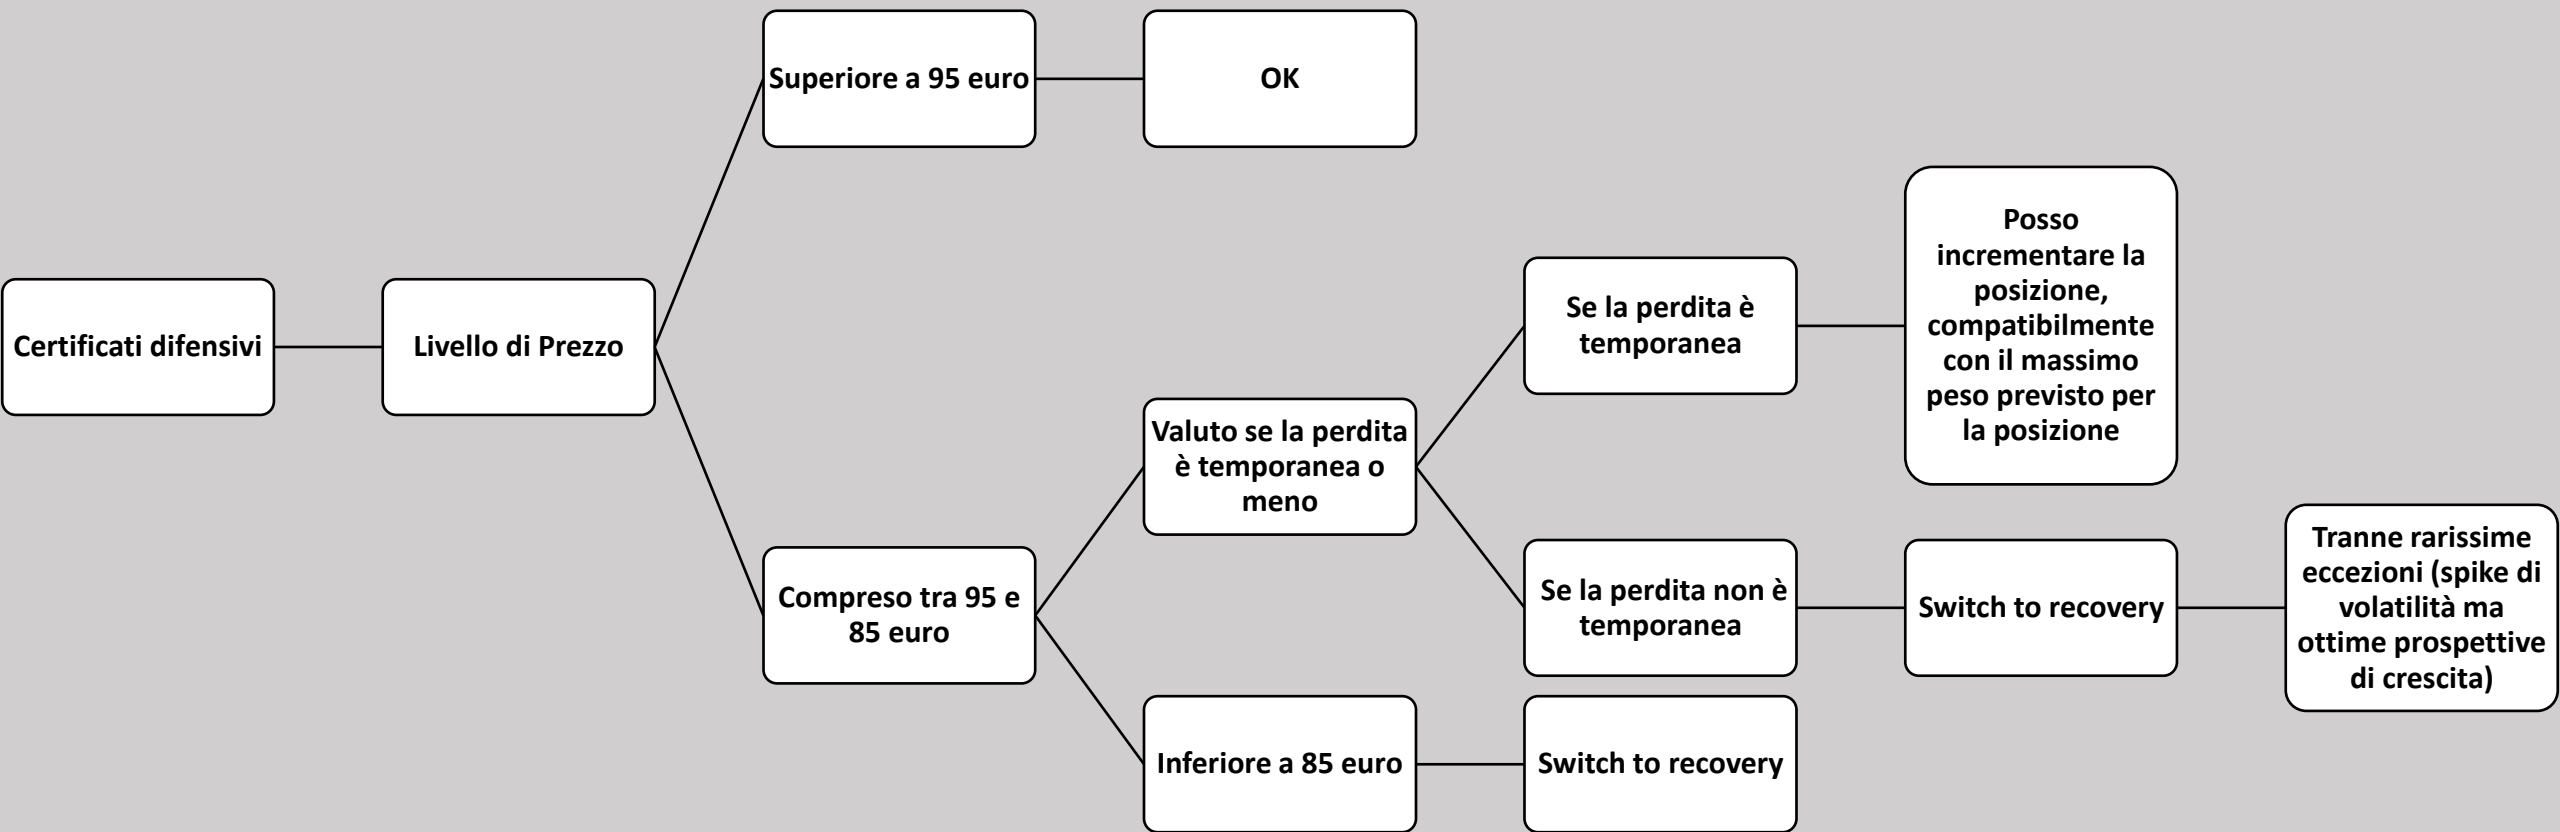 Certificati difensivi
Livello di Prezzo
Superiore a 95 euro
OK
Compreso tra 95 e
85 euro
Valuto se la perdita
è temporanea o
meno
Se la perdita è
temporanea
Posso
incrementare la
posizione,
compatibilmente
con il massimo
peso previsto per
la posizione
Se la perdita non è
temporanea
Switch to recovery
Tranne rarissime
eccezioni (spike di
volatilità ma
ottime prospettive
di crescita)
Inferiore a 85 euro
Switch to recovery